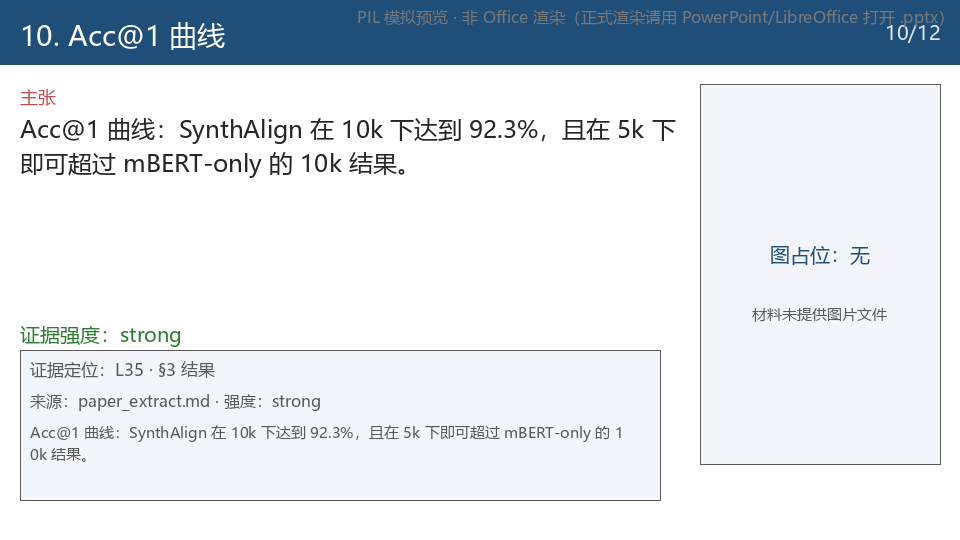 PIL 模拟预览 · 非 Office 渲染（正式渲染请用 PowerPoint/LibreOffice 打开 .pptx）
10. Acc@1 曲线
10/12
主张
Acc@1 曲线：SynthAlign 在 10k 下达到 92.3%，且在 5k 下
即可超过 mBERT-only 的 10k 结果。
图占位：无
材料未提供图片文件
证据强度：strong
证据定位：L35 · §3 结果
来源：paper_extract.md · 强度：strong
Acc@1 曲线：SynthAlign 在 10k 下达到 92.3%，且在 5k 下即可超过 mBERT-only 的 1
0k 结果。